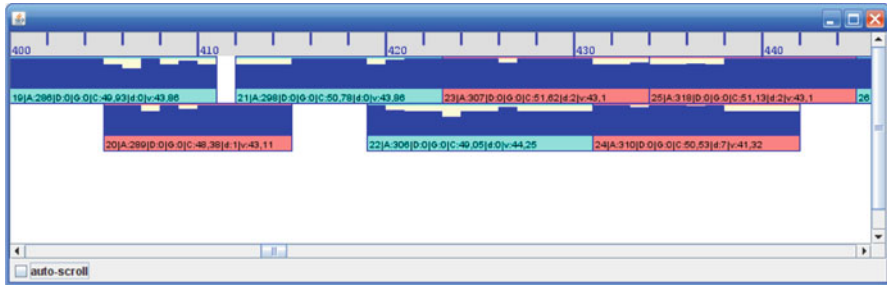 400 410 420 430 440
19|A:286|D:0|G:0|C:49,93|d:0|v:43,86 21|A:298|D:0|G:0|C:50,78|d:0|v:43,86 23|A:307|D:0|G:0|C:51,62|d:2|v:43,1 25|A:318|D:0|G:0|C:51,13|d:2|v:43,1 26
20|A:289|D:0|G:0|C:48,38|d:1|v:43,11 22|A:306|D:0|G:0|C:49,05|d:0|v:44,25 24|A:310|D:0|G:0|C:50,53|d:7|v:41,32
auto-scroll